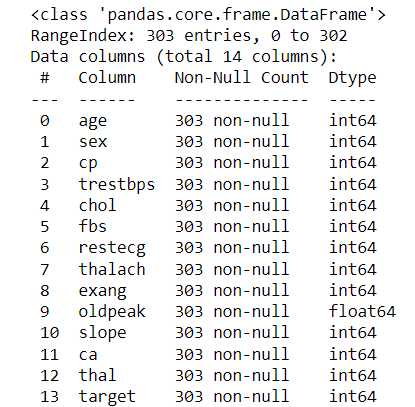 <class 'pandas.core.frame.DataFrame'>
RangeIndex: 303 entries, 0 to 302
Data columns (total 14 columns):
 #   Column    Non-Null Count  Dtype
---  ------    --------------  -----
 0   age       303 non-null    int64
 1   sex       303 non-null    int64
 2   cp        303 non-null    int64
 3   trestbps  303 non-null    int64
 4   chol      303 non-null    int64
 5   fbs       303 non-null    int64
 6   restecg   303 non-null    int64
 7   thalach   303 non-null    int64
 8   exang     303 non-null    int64
 9   oldpeak   303 non-null    float64
 10  slope     303 non-null    int64
 11  ca        303 non-null    int64
 12  thal      303 non-null    int64
 13  target    303 non-null    int64